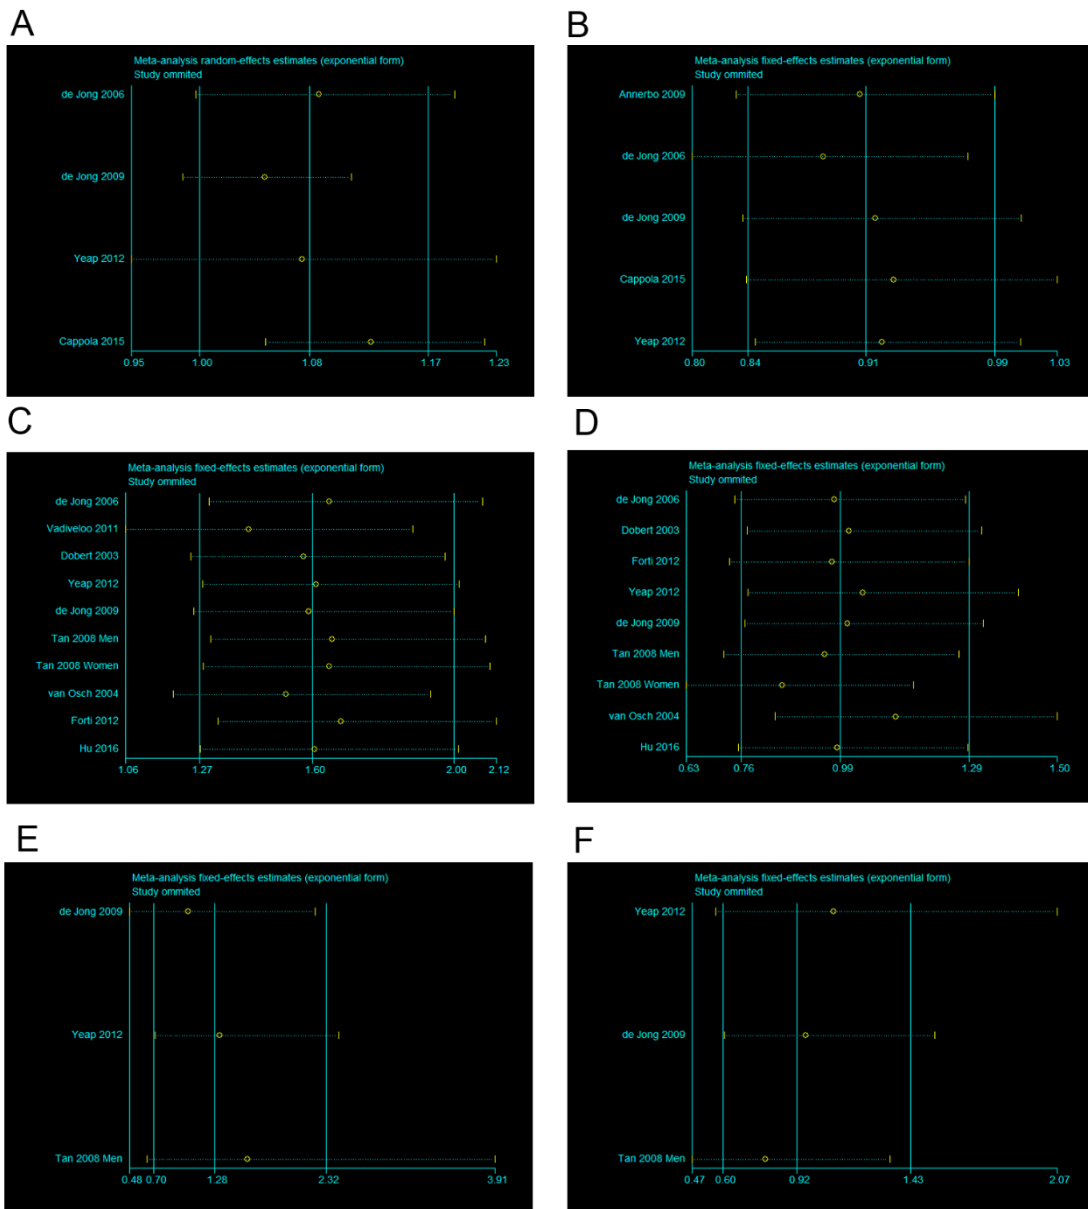 A
Meta-analysis random-effects estimates (exponential form)
Study ommited
de Jong 2006
de Jong 2009
Yeap 2012
Cappola 2015
0.95 1.00 1.08 1.17 1.23
B
Meta-analysis fixed-effects estimates (exponential form)
Study ommited
Annerbo 2009
de Jong 2006
de Jong 2009
Cappola 2015
Yeap 2012
0.80 0.84 0.91 0.99 1.03
C
Meta-analysis fixed-effects estimates (exponential form)
Study ommited
de Jong 2006
Vadiveloo 2011
Dobert 2003
Yeap 2012
de Jong 2009
Tan 2008 Men
Tan 2008 Women
van Osch 2004
Forti 2012
Hu 2016
1.06 1.27 1.60 2.00 2.12
D
Meta-analysis fixed-effects estimates (exponential form)
Study ommited
de Jong 2006
Dobert 2003
Forti 2012
Yeap 2012
de Jong 2009
Tan 2008 Men
Tan 2008 Women
van Osch 2004
Hu 2016
0.63 0.76 0.99 1.29 1.50
E
Meta-analysis fixed-effects estimates (exponential form)
Study ommited
de Jong 2009
Yeap 2012
Tan 2008 Men
0.48 0.70 1.28 2.32 3.91
F
Meta-analysis fixed-effects estimates (exponential form)
Study ommited
Yeap 2012
de Jong 2009
Tan 2008 Men
0.47 0.60 0.92 1.43 2.07